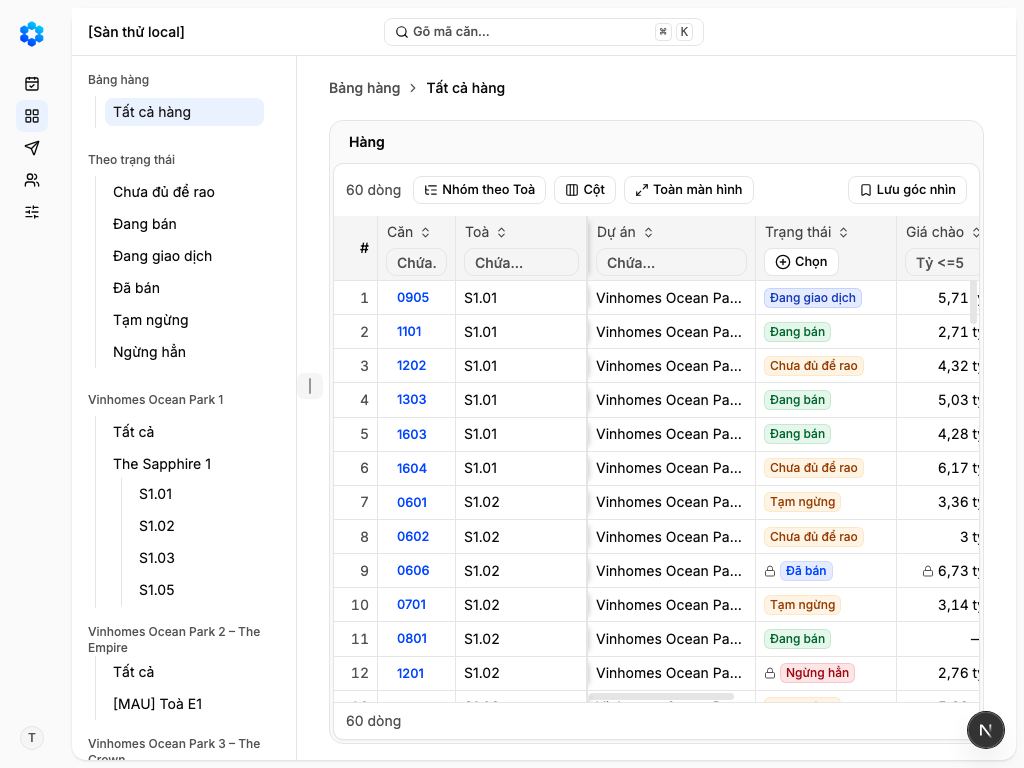 [Sàn thử local]
Gõ mã căn...
⌘ K
Bảng hàng
Tất cả hàng
Theo trạng thái
Chưa đủ để rao
Đang bán
Đang giao dịch
Đã bán
Tạm ngừng
Ngừng hẳn
Vinhomes Ocean Park 1
Tất cả
The Sapphire 1
S1.01
S1.02
S1.03
S1.05
Vinhomes Ocean Park 2 – The
Empire
Tất cả
[MAU] Toà E1
Vinhomes Ocean Park 3 – The
Crown
T
Bảng hàng > Tất cả hàng
Hàng
60 dòng Nhóm theo Toà Cột Toàn màn hình Lưu góc nhìn
# Căn Toà Dự án Trạng thái Giá chào
Chứa. Chứa... Chứa... Chọn Tỷ <=5
1 0905 S1.01 Vinhomes Ocean Pa... Đang giao dịch 5,71
2 1101 S1.01 Vinhomes Ocean Pa... Đang bán 2,71 tỷ
3 1202 S1.01 Vinhomes Ocean Pa... Chưa đủ để rao 4,32 tỷ
4 1303 S1.01 Vinhomes Ocean Pa... Đang bán 5,03 tỷ
5 1603 S1.01 Vinhomes Ocean Pa... Đang bán 4,28 tỷ
6 1604 S1.01 Vinhomes Ocean Pa... Chưa đủ để rao 6,17 tỷ
7 0601 S1.02 Vinhomes Ocean Pa... Tạm ngừng 3,36 tỷ
8 0602 S1.02 Vinhomes Ocean Pa... Chưa đủ để rao 3 tỷ
9 0606 S1.02 Vinhomes Ocean Pa... Đã bán 6,73 tỷ
10 0701 S1.02 Vinhomes Ocean Pa... Tạm ngừng 3,14 tỷ
11 0801 S1.02 Vinhomes Ocean Pa... Đang bán —
12 1201 S1.02 Vinhomes Ocean Pa... Ngừng hẳn 2,76 tỷ
60 dòng
N